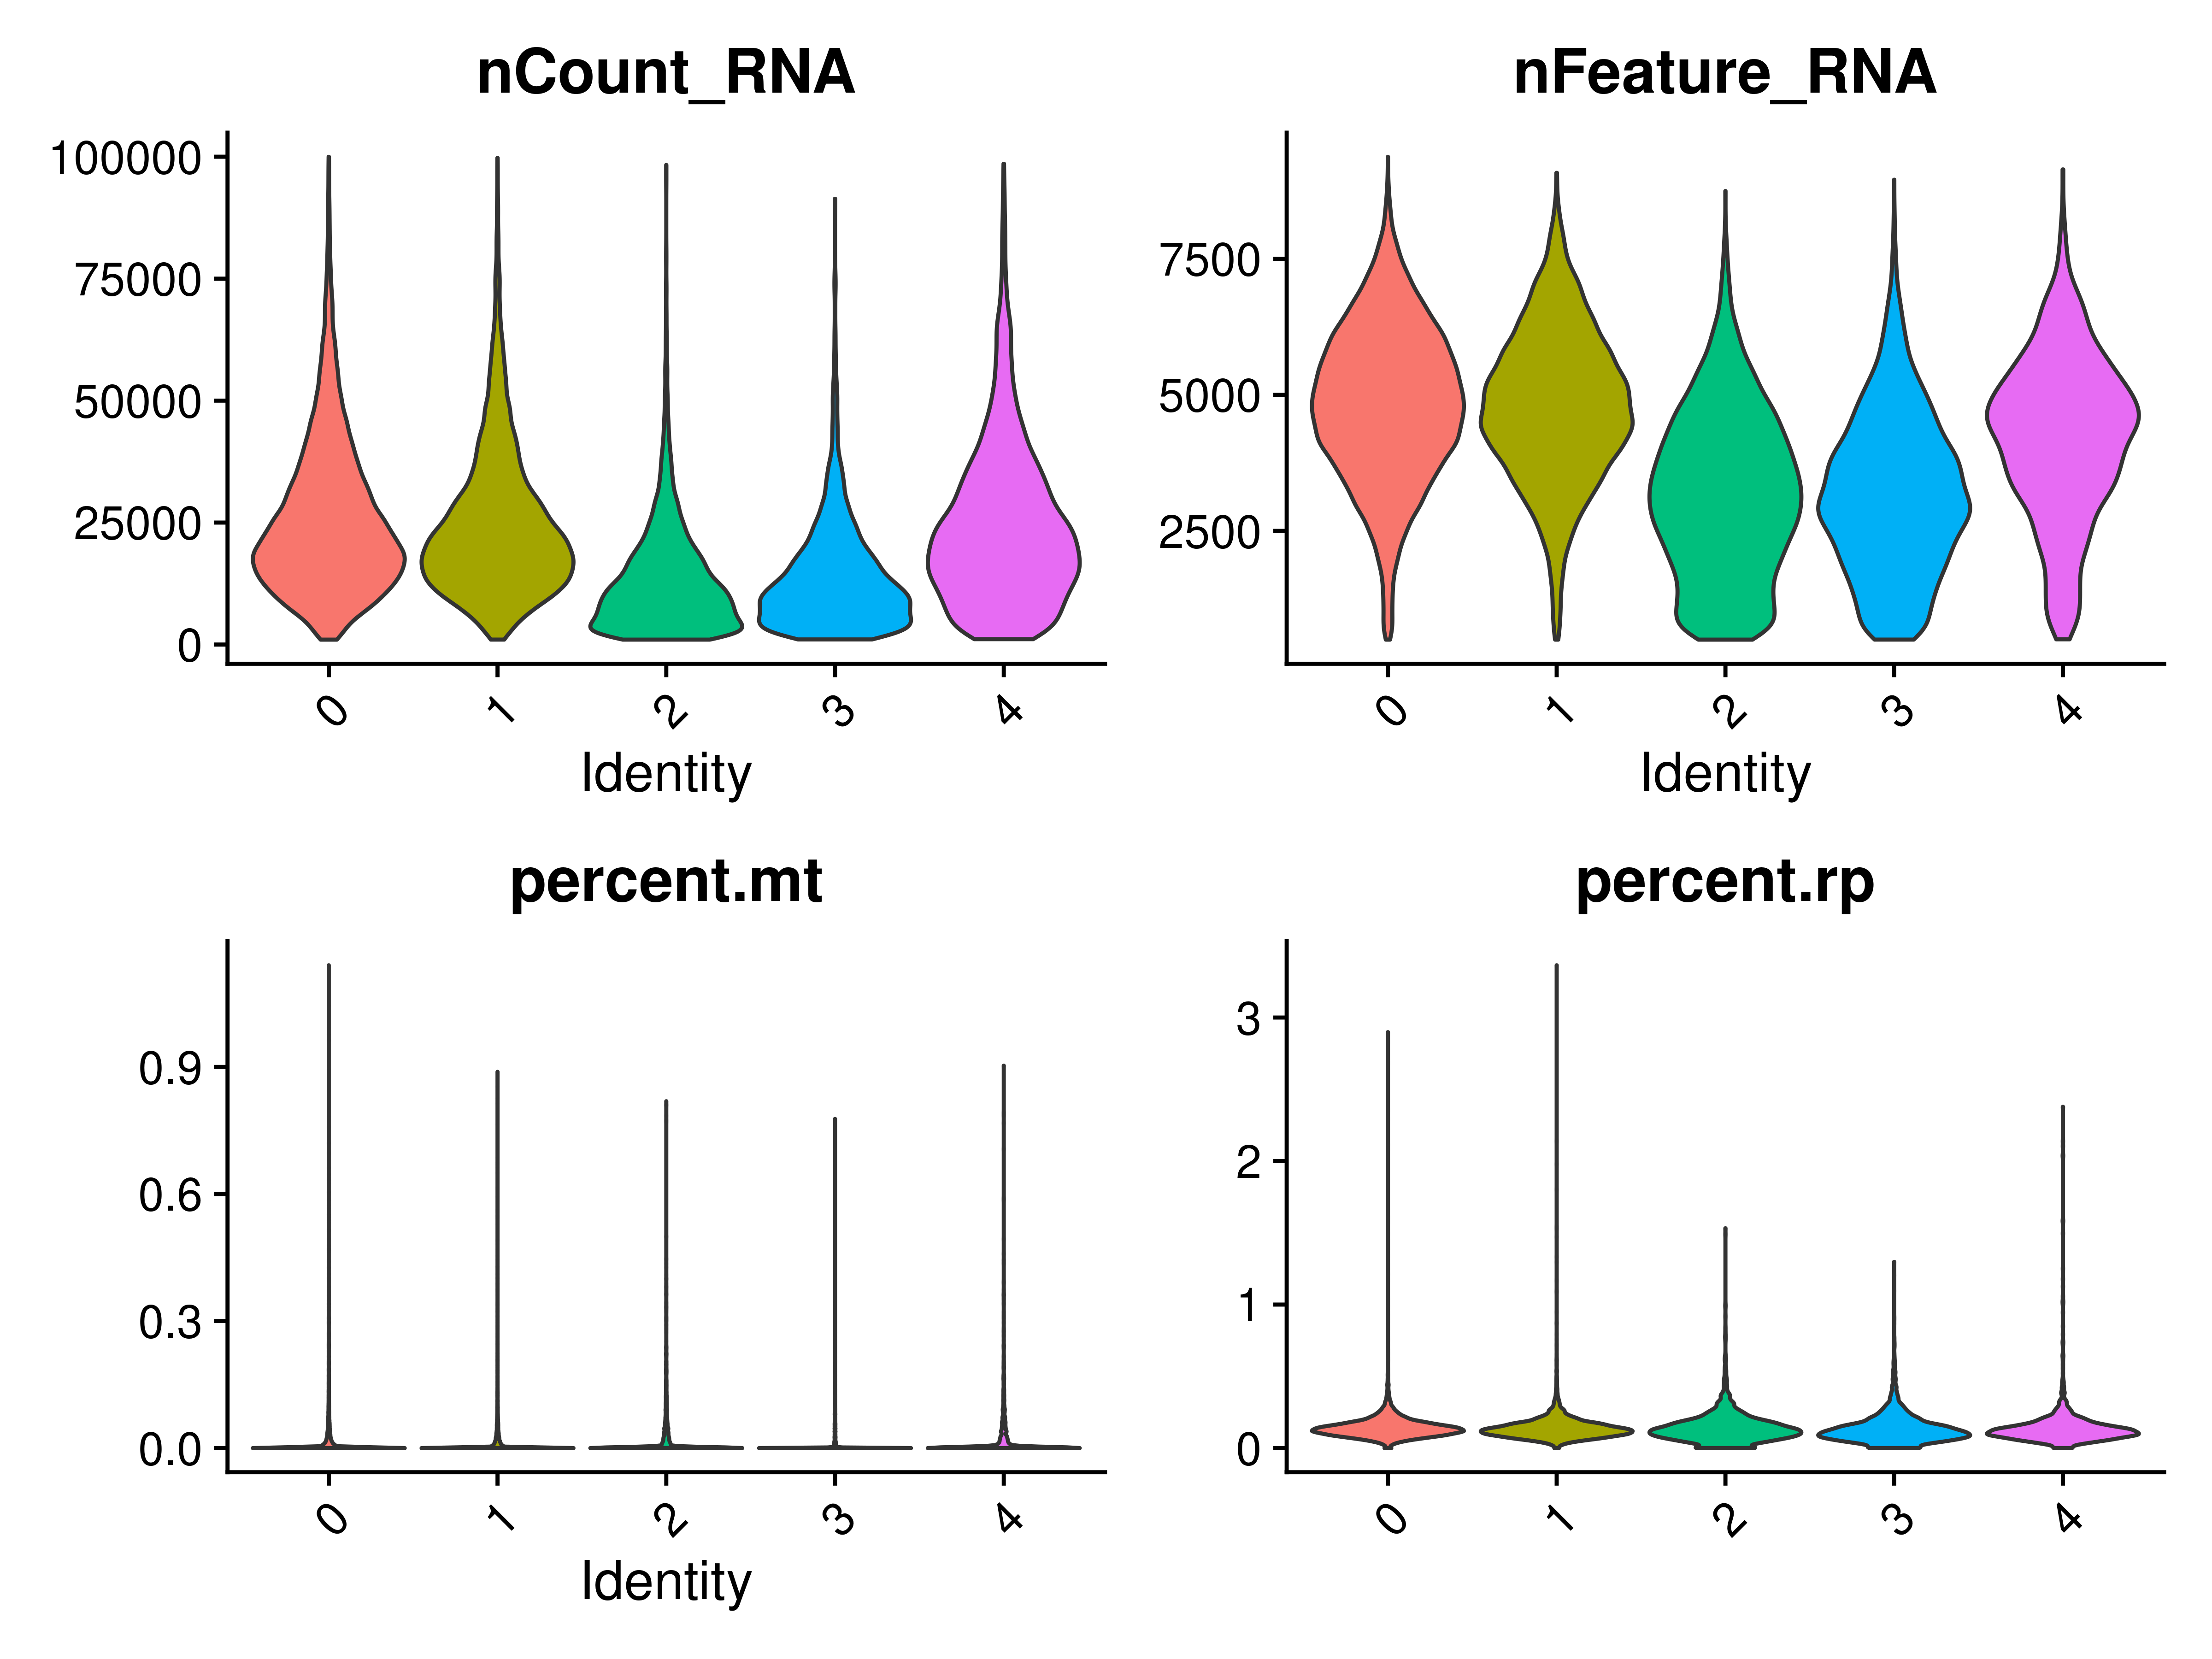 nCount_RNA
100000
75000
50000
25000
0
0 1 2 3 4
Identity
nFeature_RNA
7500
5000
2500
0 1 2 3 4
Identity
percent.mt
0.9
0.6
0.3
0.0
0 1 2 3 4
Identity
percent.rp
3
2
1
0
0 1 2 3 4